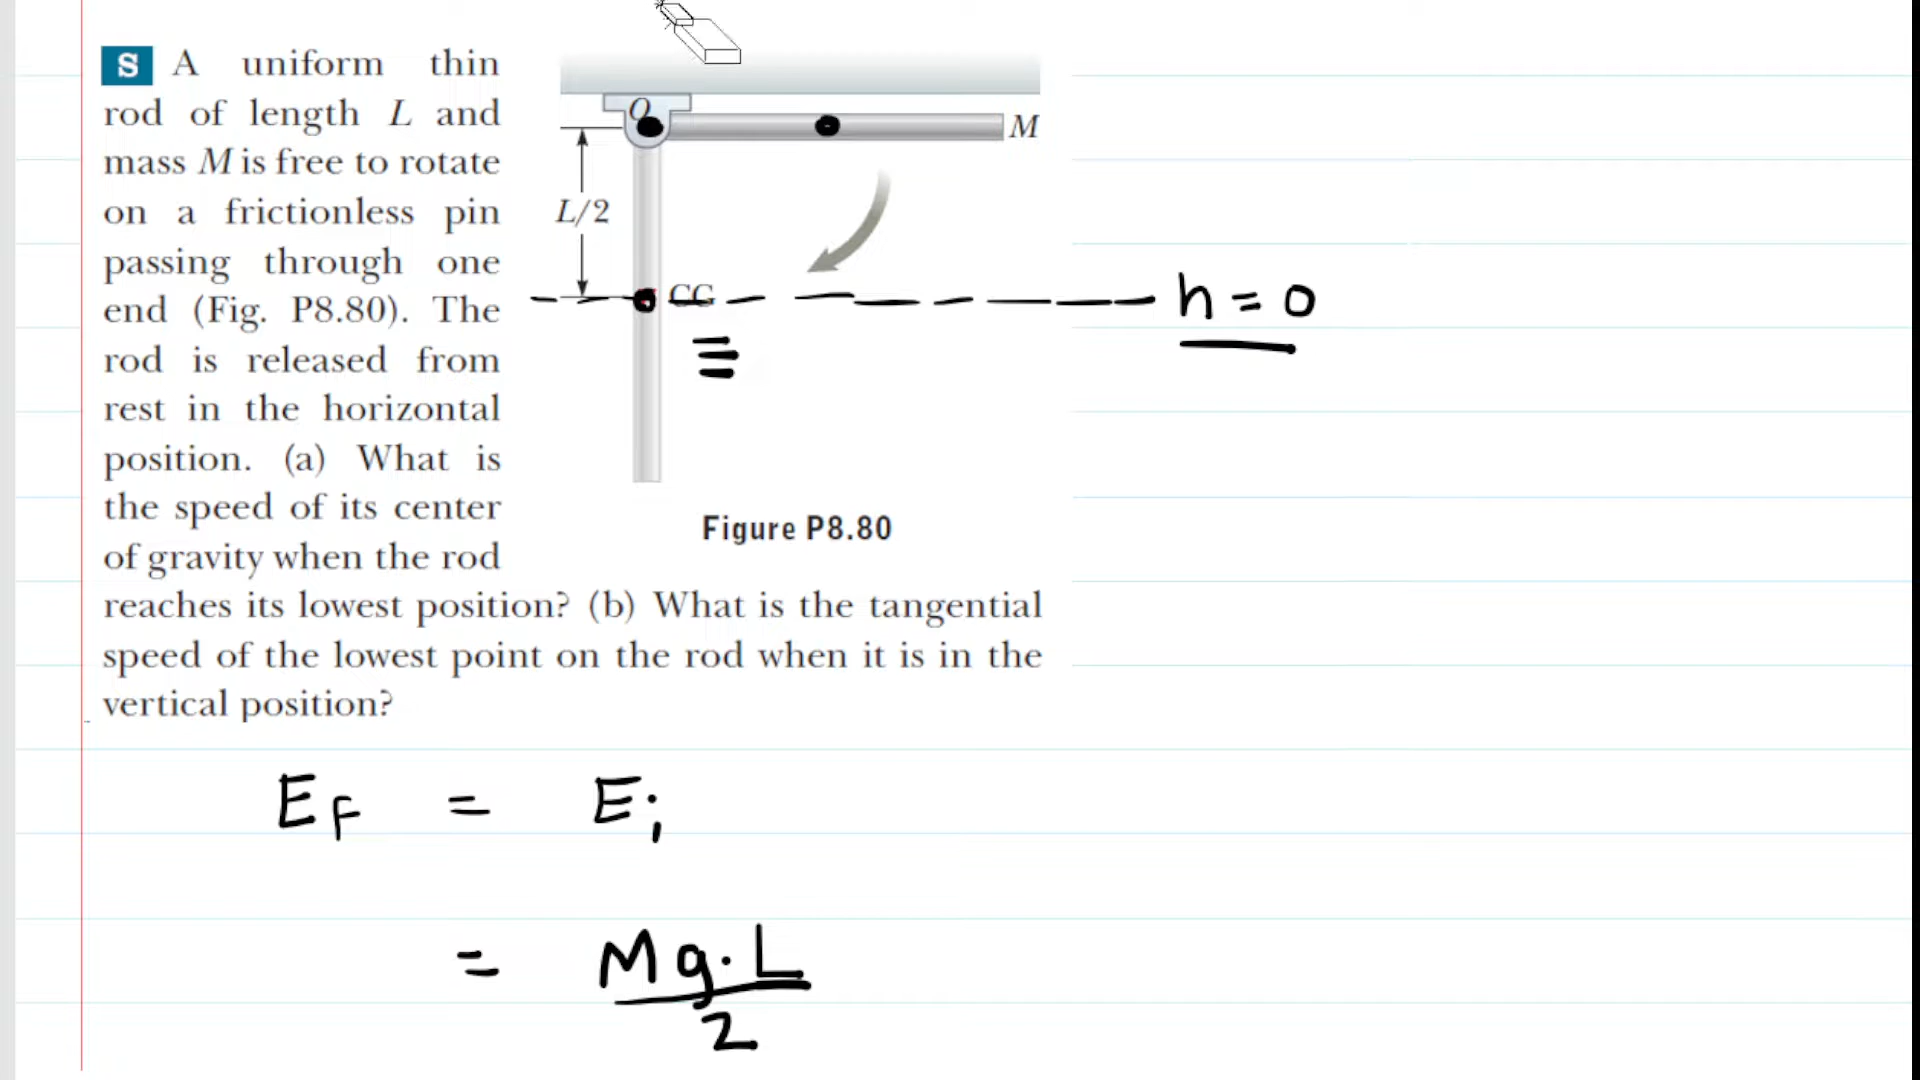 S A uniform thin
rod of length L and
mass M is free to rotate
on a frictionless pin
passing through one
end (Fig. P8.80). The
rod is released from
rest in the horizontal
position. (a) What is
the speed of its center
of gravity when the rod
reaches its lowest position? (b) What is the tangential
speed of the lowest point on the rod when it is in the
vertical position?
O
M
L/2
CG
h = 0
Figure P8.80
EF = Ei
= Mg·L
2